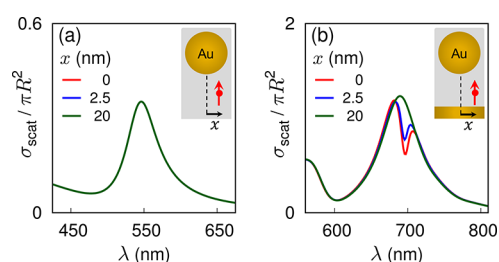 (a)
x (nm)
0
2.5
20
Au
x
0.6
0
σscat / πR²
450
550
650
λ (nm)
(b)
x (nm)
0
2.5
20
Au
x
2
0
σscat / πR²
600
700
800
λ (nm)